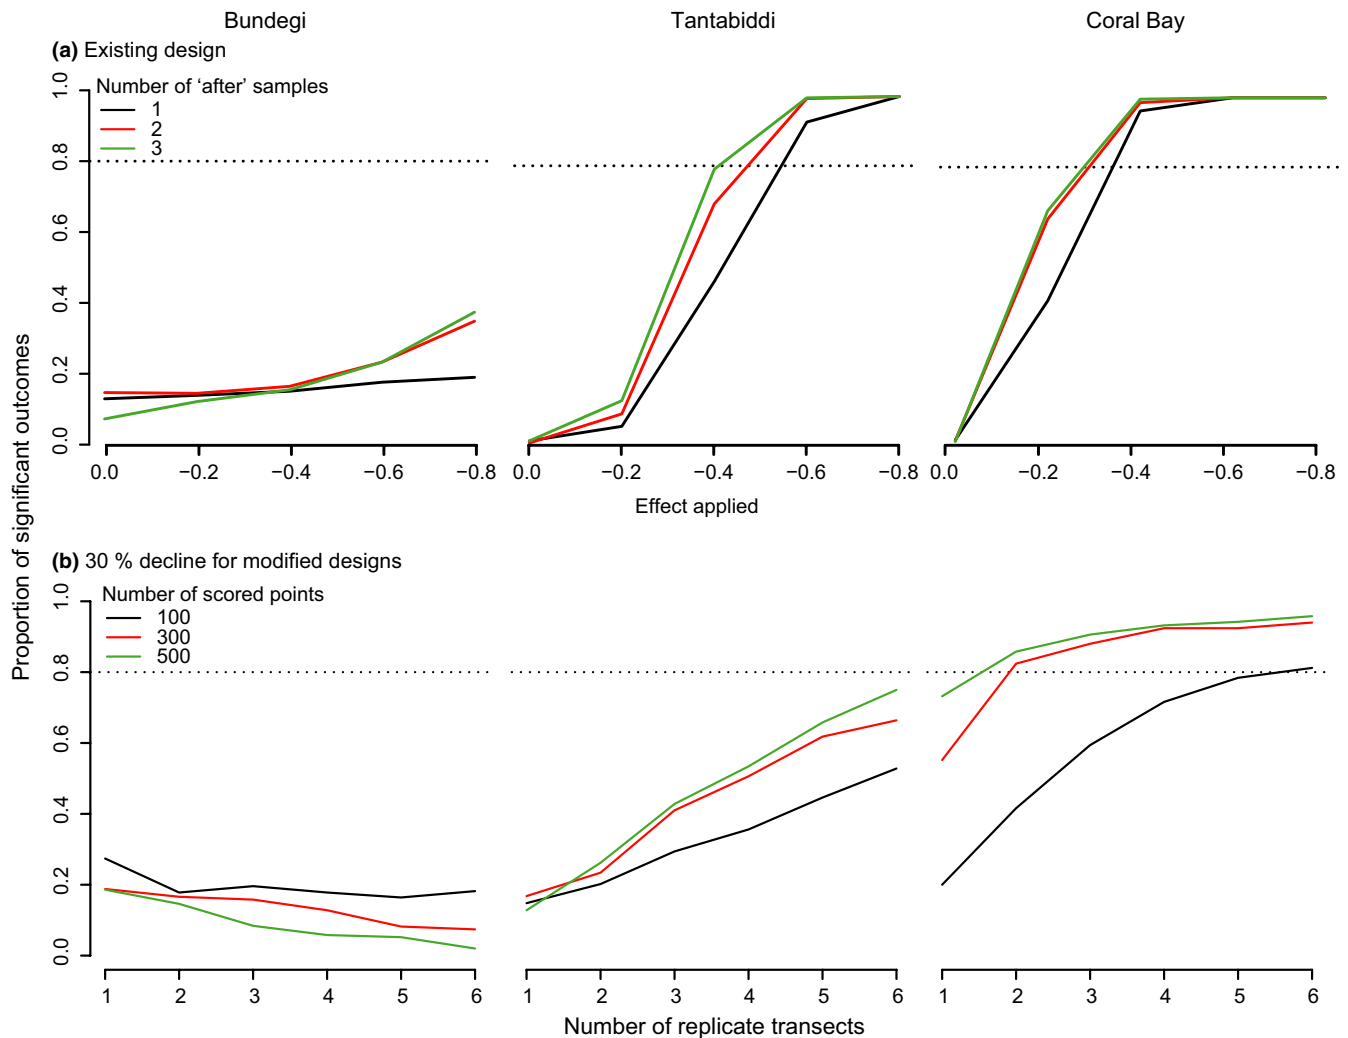 Bundegi Tantabiddi Coral Bay
(a) Existing design
Number of ‘after’ samples
1
2
3
0.0 0.2 0.4 0.6 0.8 1.0
0.0 −0.2 −0.4 −0.6 −0.8 0.0 −0.2 −0.4 −0.6 −0.8 0.0 −0.2 −0.4 −0.6 −0.8
Effect applied
Proportion of significant outcomes
(b) 30 % decline for modified designs
Number of scored points
100
300
500
0.0 0.2 0.4 0.6 0.8 1.0
1 2 3 4 5 6 1 2 3 4 5 6 1 2 3 4 5 6
Number of replicate transects